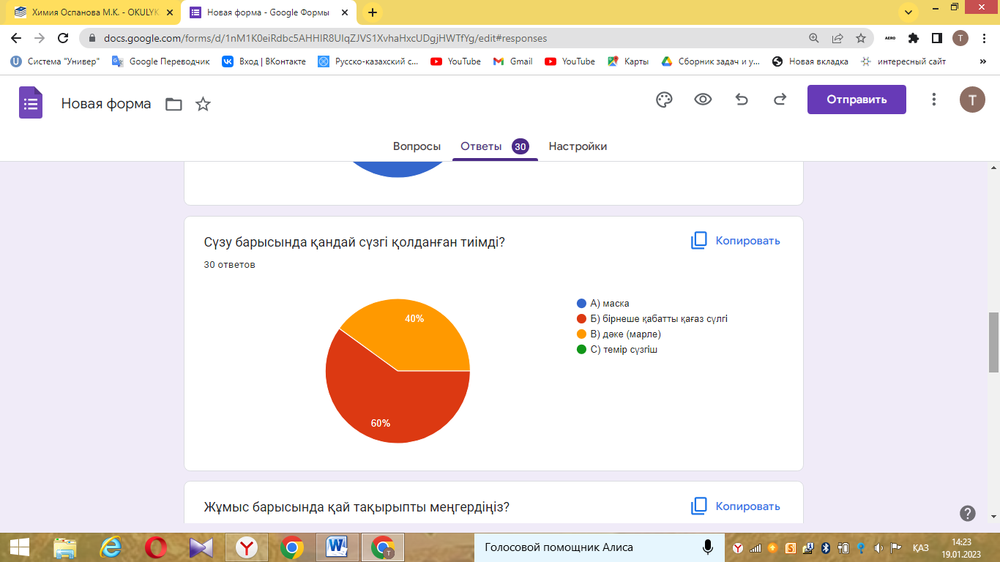 Химия Оспанова М.К. - OKULYK
Новая форма - Google Формы
docs.google.com/forms/d/1nM1K0eiRdbc5AHHIR8UIqZJVS1XvhaHxcUDgjHWTfYg/edit#responses
AERO
T
Система "Универ"
Google Переводчик
Вход | ВКонтакте
Русско-казахский с...
YouTube
Gmail
YouTube
Карты
Сборник задач и у...
Новая вкладка
интересный сайт
»
Новая форма
Отправить
T
Вопросы
Ответы 30
Настройки
Сүзу барысында қандай сүзгі қолданған тиімді?
Копировать
30 ответов
40%
60%
А) маска
Б) бірнеше қабатты қағаз сүлгі
В) дәке (марле)
С) темір сүзгіш
Жұмыс барысында қай тақырыпты меңгердіңіз?
Копировать
Голосовой помощник Алиса
ҚАЗ
14:23
19.01.2023